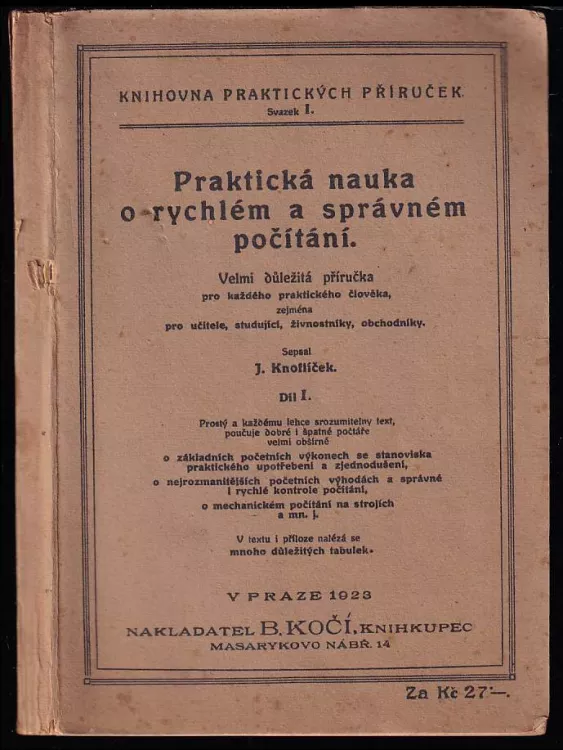 KNIHOVNA PRAKTICKÝCH PŘÍRUČEK
Svazek I.
Praktická nauka
o rychlém a správném
počítání.
Velmi důležitá příručka
pro každého praktického člověka,
zejména
pro učitele, studující, živnostníky, obchodníky.
Sepsal
J. Knoflíček.
Díl I.
Prostý a každému lehce srozumitelný text,
poučuje dobré i špatné počtáře
velmi obšírně
o základních početních výkonech se stanoviska
praktického upotřebení a zjednodušení,
o nejrozmanitějších početních výhodách a správné
i rychlé kontrole počítání,
o mechanickém počítání na strojích
a mn. j.
V textu i příloze nalézá se
mnoho důležitých tabulek.
V PRAZE 1923
NAKLADATEL B. KOČÍ, KNIHKUPEC
MASARYKOVO NÁBŘ. 14
Za Kč 27·—.